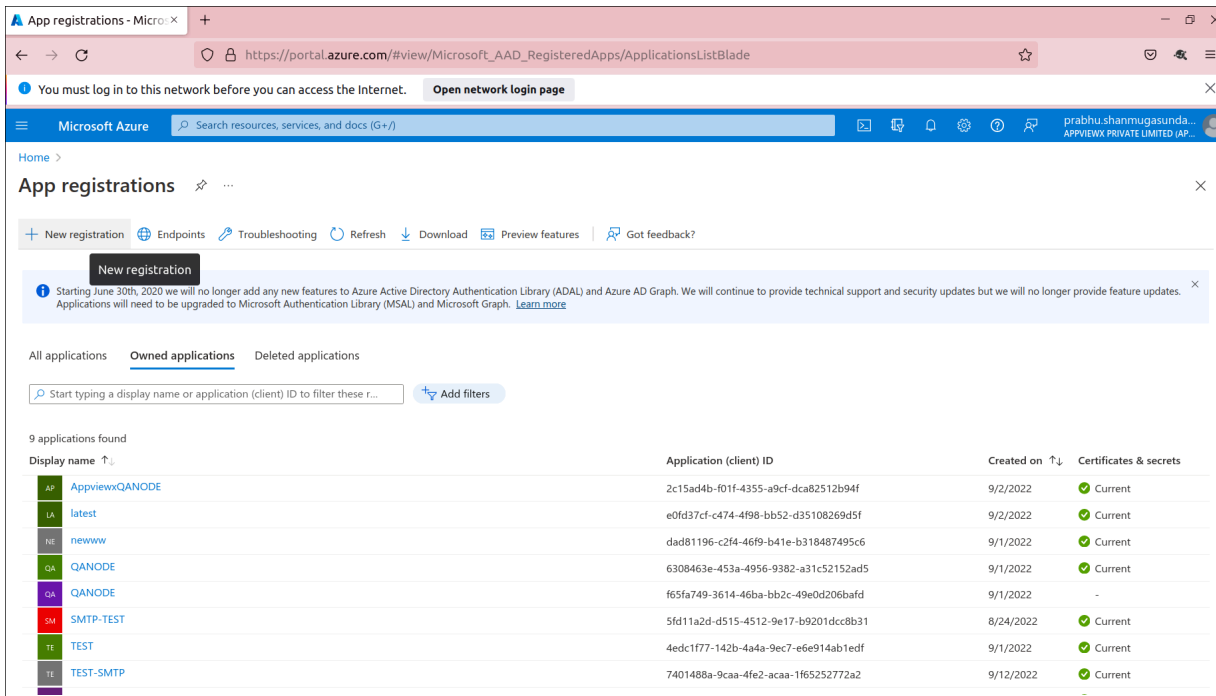 App registrations - Micros
https://portal.azure.com/#view/Microsoft_AAD_RegisteredApps/ApplicationsListBlade
You must log in to this network before you can access the Internet. Open network login page
Microsoft Azure Search resources, services, and docs (G+/) prabhu.shanmugasunda...
APPVIEWX PRIVATE LIMITED (AP...
Home >
App registrations ...
+ New registration Endpoints Troubleshooting Refresh Download Preview features Got feedback?
New registration
Starting June 30th, 2020 we will no longer add any new features to Azure Active Directory Authentication Library (ADAL) and Azure AD Graph. We will continue to provide technical support and security updates but we will no longer provide feature updates.
Applications will need to be upgraded to Microsoft Authentication Library (MSAL) and Microsoft Graph. Learn more
All applications Owned applications Deleted applications
Start typing a display name or application (client) ID to filter these r... Add filters
9 applications found
Display name ↑↓ Application (client) ID Created on ↑↓ Certificates & secrets
AP AppviewxQANODE 2c15ad4b-f01f-4355-a9cf-dca82512b94f 9/2/2022 Current
LA latest e0fd37cf-c474-4f98-bb52-d35108269d5f 9/2/2022 Current
NE newww dad81196-c2f4-46f9-b41e-b318487495c6 9/1/2022 Current
QA QANODE 6308463e-453a-4956-9382-a31c52152ad5 9/1/2022 Current
QA QANODE f65fa749-3614-46ba-bb2c-49e0d206bafd 9/1/2022 -
SM SMTP-TEST 5fd11a2d-d515-4512-9e17-b9201dcc8b31 8/24/2022 Current
TE TEST 4edc1f77-142b-4a4a-9ec7-e6e914ab1edf 9/1/2022 Current
TE TEST-SMTP 7401488a-9caa-4fe2-acaa-1f65252772a2 9/12/2022 Current